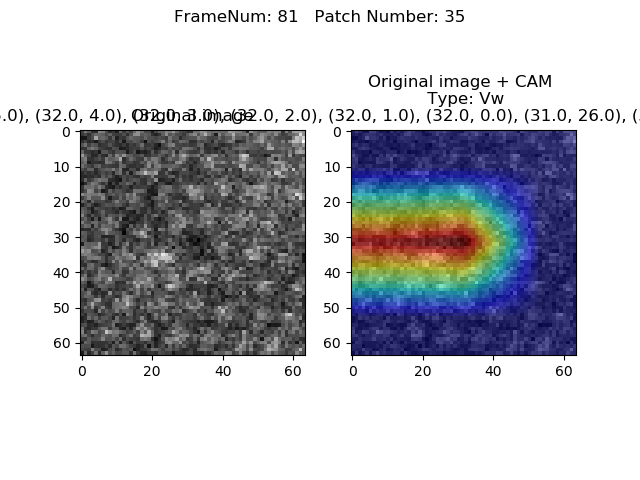 FrameNum: 81   Patch Number: 35
Original image + CAM
Type: Vw
.0), (32.0, 4.0), (32.0, 3.0), (32.0, 2.0), (32.0, 1.0), (32.0, 0.0), (31.0, 26.0), (3
Original image
0
10
20
30
40
50
60
0 20 40 60
0
10
20
30
40
50
60
0 20 40 60